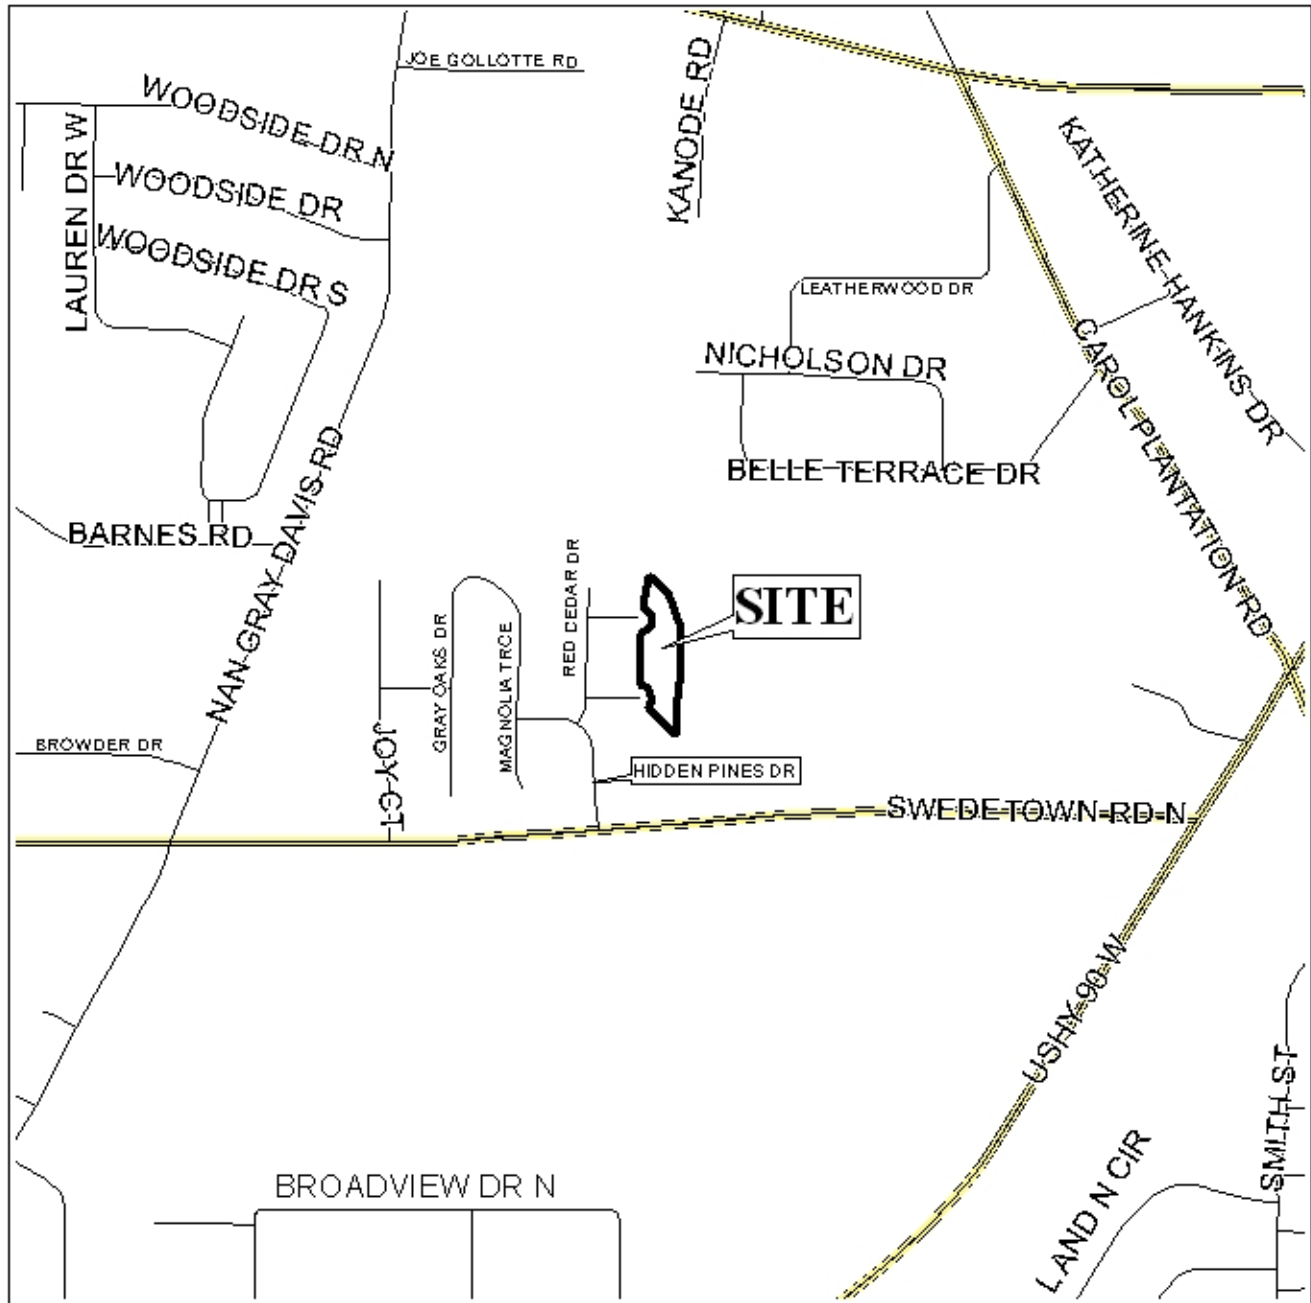 JOE GOLLOTTE RD
WOODSIDE DR N
KANODE RD
LAUREN DR W
WOODSIDE DR
KATHERINE HANKINS DR
WOODSIDE DR S
LEATHERWOOD DR
NICHOLSON DR
CAROL PLANTATION RD
BELLE TERRACE DR
NAN GRAY DAVIS RD
BARNES RD
RED CEDAR DR
SITE
GRAY OAKS DR
MAGNOLIA TRCE
JOY CT
BROWDER DR
HIDDEN PINES DR
SWEDETOWN RD N
USHY 90 W
SMITH ST
LAND N CIR
BROADVIEW DR N